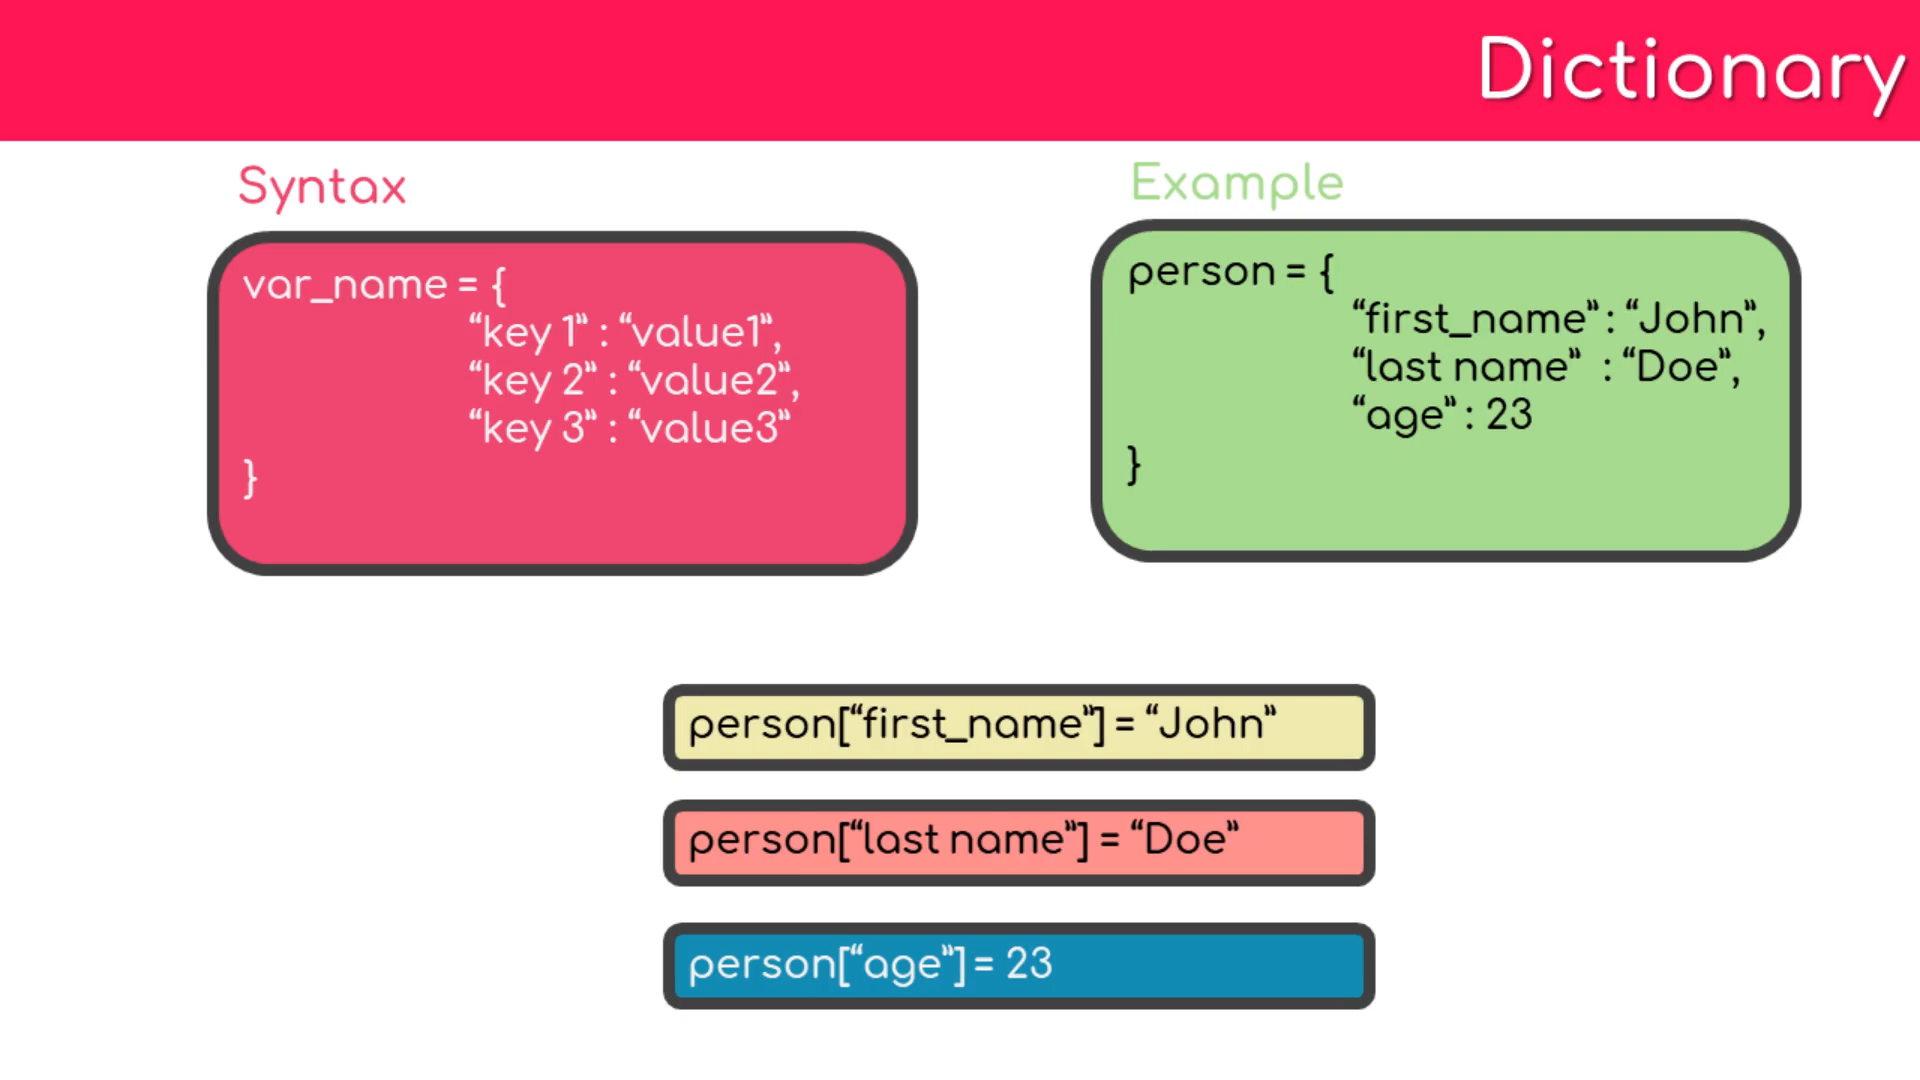 Dictionary
Syntax
var_name = {
“key 1” : “value1”,
“key 2” : “value2”,
“key 3” : “value3”
}
Example
person = {
“first_name” : “John”,
“last name”  : “Doe”,
“age” : 23
}
person[“first_name”] = “John”
person[“last name”] = “Doe”
person[“age”] = 23